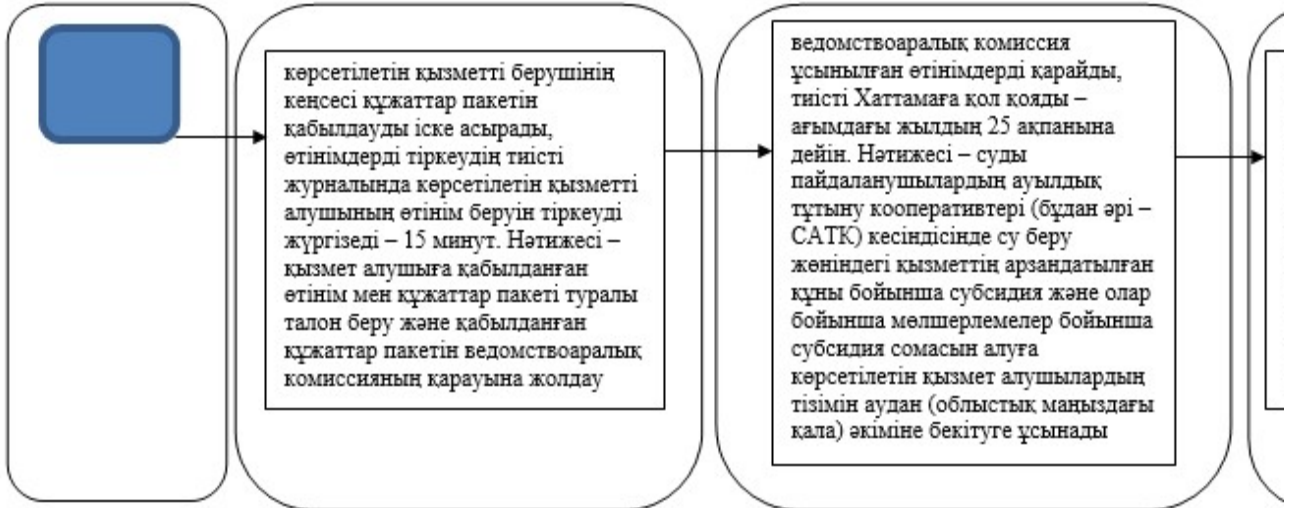 көрсетілетін қызметті берушінің
кеңсесі құжаттар пакетін
қабылдауды іске асырады,
өтінімдерді тіркеудің тиісті
журналында көрсетілетін қызметті
алушының өтінім беруін тіркеуді
жүргізеді – 15 минут. Нәтижесі –
қызмет алушыға қабылданған
өтінім мен құжаттар пакеті туралы
талон беру және қабылданған
құжаттар пакетін ведомствоаралық
комиссияның қарауына жолдау
ведомствоаралық комиссия
ұсынылған өтінімдерді қарайды,
тиісті Хаттамаға қол қояды –
ағымдағы жылдың 25 ақпанына
дейін. Нәтижесі – суды
пайдаланушылардың ауылдық
тұтыну кооперативтері (бұдан әрі –
САТК) кесіндісінде су беру
жөніндегі қызметтің арзандатылған
құны бойынша субсидия және олар
бойынша мөлшерлемелер бойынша
субсидия сомасын алуға
көрсетілетін қызмет алушылардың
тізімін аудан (облыстық маңыздағы
қала) әкіміне бекітуге ұсынады